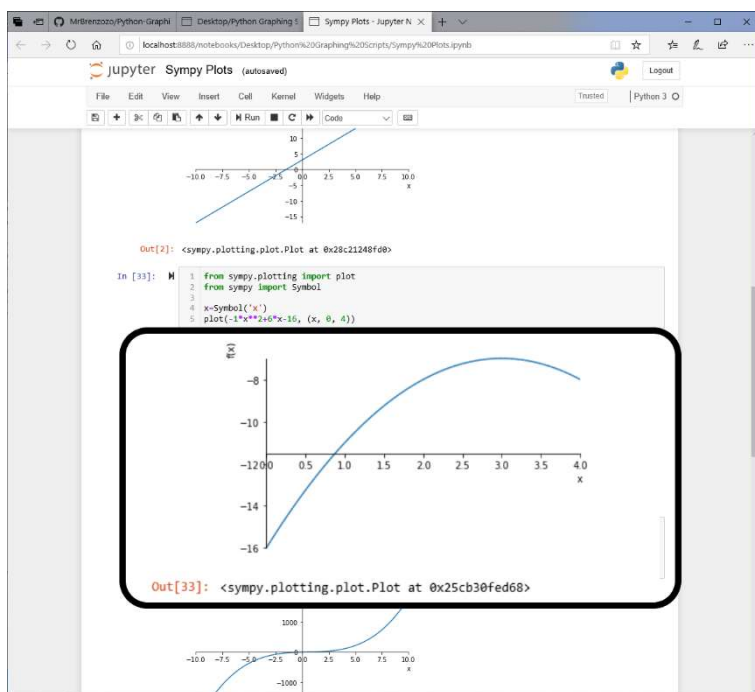 MrBrenzozo/Python-Graphi
Desktop/Python Graphing S
Sympy Plots - Jupyter N
localhost:8888/notebooks/Desktop/Python%20Graphing%20Scripts/Sympy%20Plots.ipynb
jupyter Sympy Plots (autosaved)
Logout
File Edit View Insert Cell Kernel Widgets Help
Trusted Python 3 O
Run Code
10
5
−10.0 −7.5 −5.0 −2.5 0.0 2.5 5.0 7.5 10.0
x
−5
−10
−15
Out[2]: <sympy.plotting.plot.Plot at 0x28c21248fd0>
In [33]:
1 from sympy.plotting import plot
2 from sympy import Symbol
3
4 x=Symbol('x')
5 plot(-1*x**2+6*x-16, (x, 0, 4))
f(x)
−8
−10
−12 0.0 0.5 1.0 1.5 2.0 2.5 3.0 3.5 4.0
x
−14
−16
Out[33]: <sympy.plotting.plot.Plot at 0x25cb30fed68>
1000
0
−10.0 −7.5 −5.0 −2.5 0.0 2.5 5.0 7.5 10.0
x
−1000